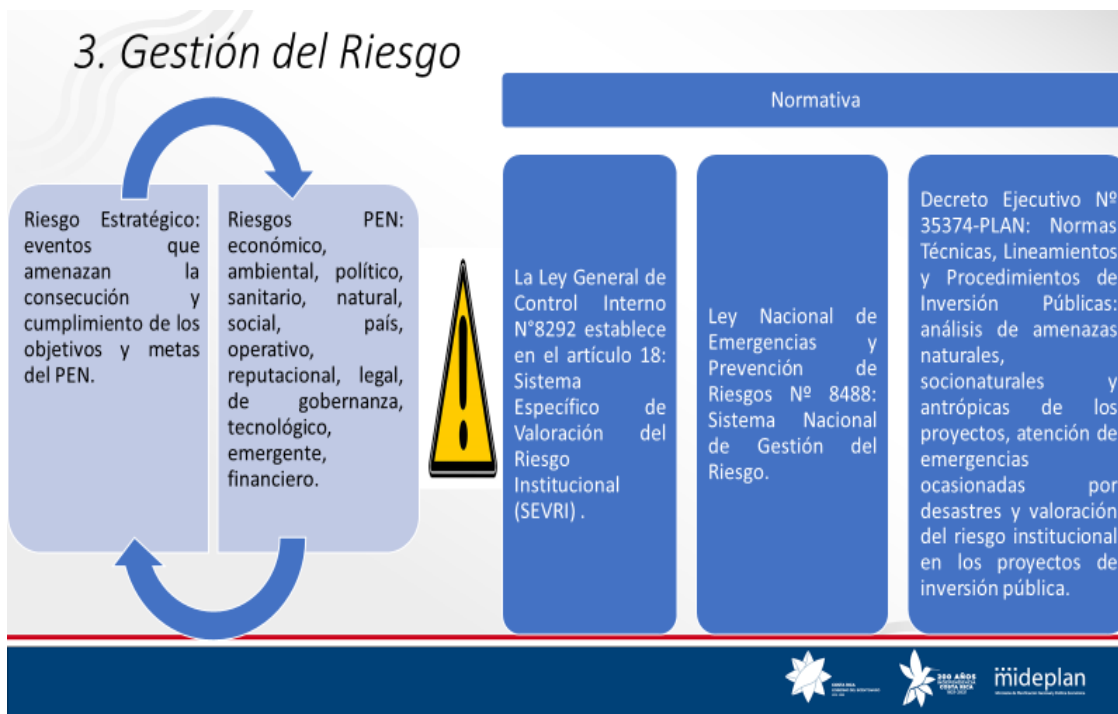 3. Gestión del Riesgo
Riesgo Estratégico:
eventos que
amenazan la
consecución y
cumplimiento de los
objetivos y metas
del PEN.
Riesgos PEN:
económico,
ambiental, político,
sanitario, natural,
social, país,
operativo,
reputacional, legal,
de gobernanza,
tecnológico,
emergente,
financiero.
Normativa
La Ley General de
Control Interno
N°8292 establece
en el artículo 18:
Sistema
Específico de
Valoración del
Riesgo
Institucional
(SEVRI) .
Ley Nacional de
Emergencias y
Prevención de
Riesgos Nº 8488:
Sistema Nacional
de Gestión del
Riesgo.
Decreto Ejecutivo Nº
35374-PLAN: Normas
Técnicas, Lineamientos
y Procedimientos de
Inversión Públicas:
análisis de amenazas
naturales,
socionaturales y
antrópicas de los
proyectos, atención de
emergencias
ocasionadas por
desastres y valoración
del riesgo institucional
en los proyectos de
inversión pública.
COSTA RICA
200 AÑOS
INDEPENDENCIA
COSTA RICA
mideplan